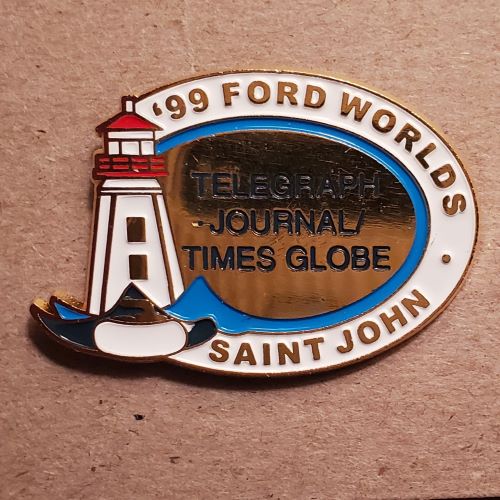 '99 FORD WORLDS
TELEGRAPH
-JOURNAL/
TIMES GLOBE
SAINT JOHN